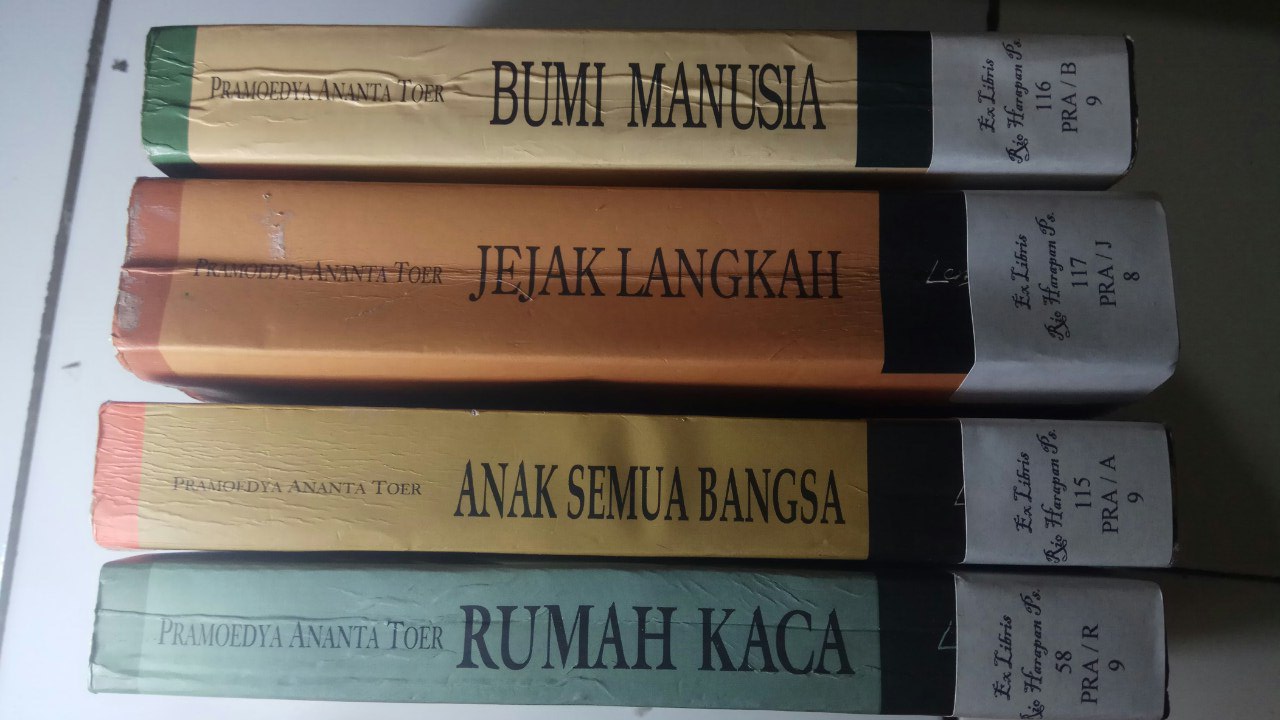 PRAMOEDYA ANANTA TOER BUMI MANUSIA
Ex Libris
Rio Harapan Ps.
116
PRA / B
9
PRAMOEDYA ANANTA TOER JEJAK LANGKAH
Ex Libris
Rio Harapan Ps.
117
PRA / J
8
PRAMOEDYA ANANTA TOER ANAK SEMUA BANGSA
Ex Libris
Rio Harapan Ps.
115
PRA / A
9
PRAMOEDYA ANANTA TOER RUMAH KACA
Ex Libris
Rio Harapan Ps.
58
PRA / R
9